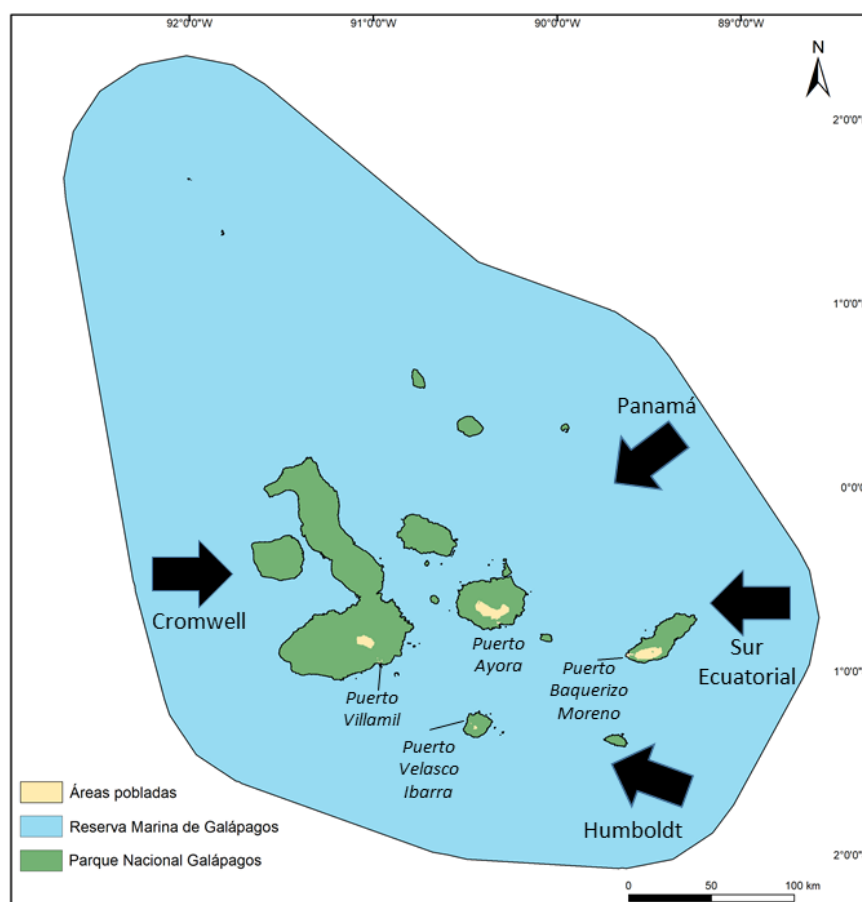 92°0'0"W
91°0'0"W
90°0'0"W
89°0'0"W
N
2°0'0"
1°0'0"
Panamá
0°0'0"
Cromwell
Sur
Ecuatorial
Puerto
Ayora
Puerto
Baquerizo
Moreno
1°0'0"
Puerto
Villamil
Puerto
Velasco
Ibarra
Humboldt
Áreas pobladas
Reserva Marina de Galápagos
Parque Nacional Galápagos
2°0'0"
0
50
100 km